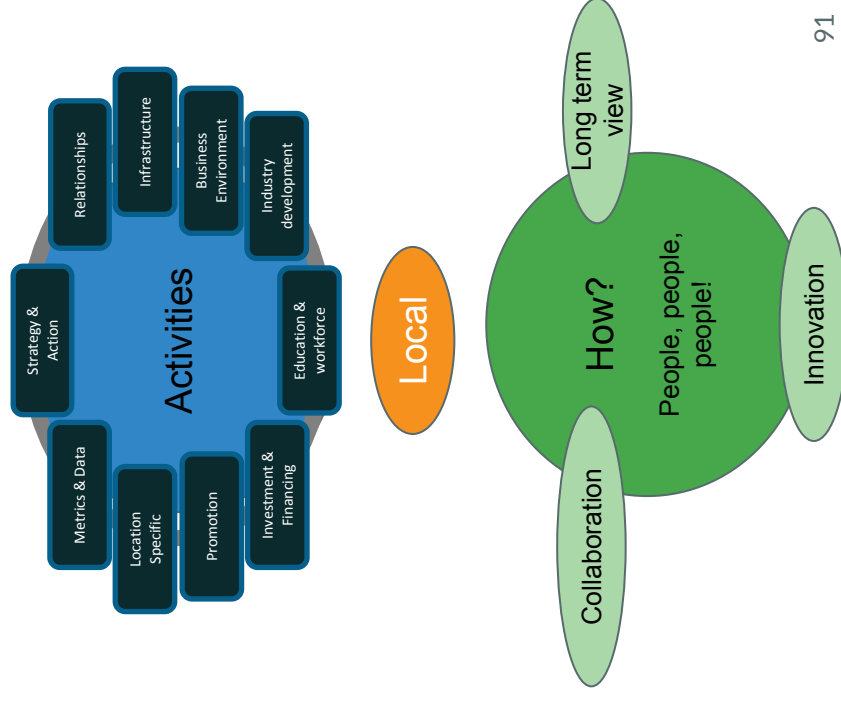 Strategy &
Action
Metrics & Data
Relationships
Location
Specific
Infrastructure
Activities
Promotion
Business
Environment
Investment &
Financing
Industry
development
Education &
workforce
Local
Collaboration
How?
Long term
view
People, people,
people!
Innovation
91